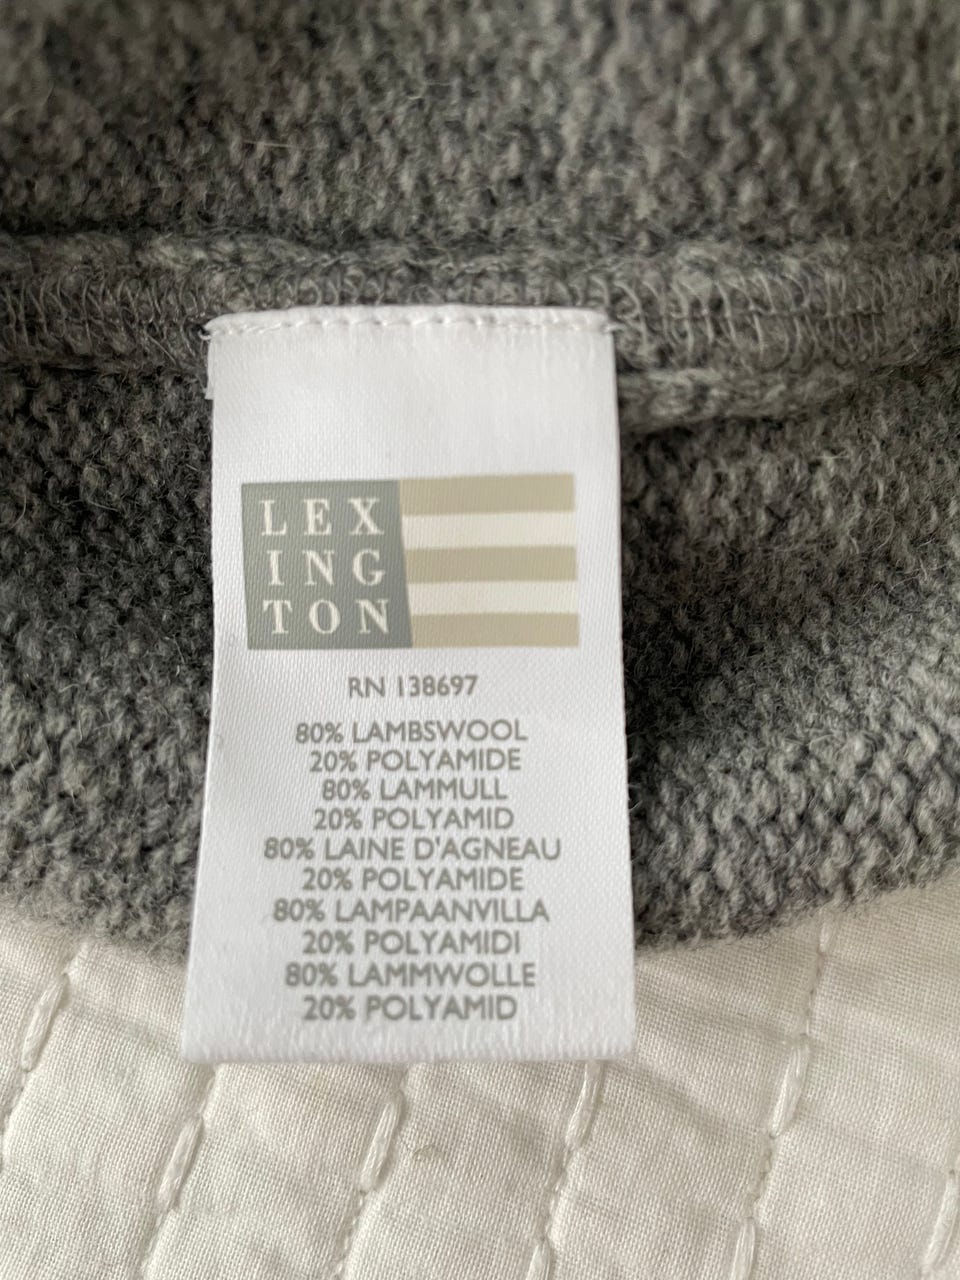 LEX
ING
TON
RN 138697
80% LAMBSWOOL
20% POLYAMIDE
80% LAMMULL
20% POLYAMID
80% LAINE D'AGNEAU
20% POLYAMIDE
80% LAMPAANVILLA
20% POLYAMIDI
80% LAMMWOLLE
20% POLYAMID